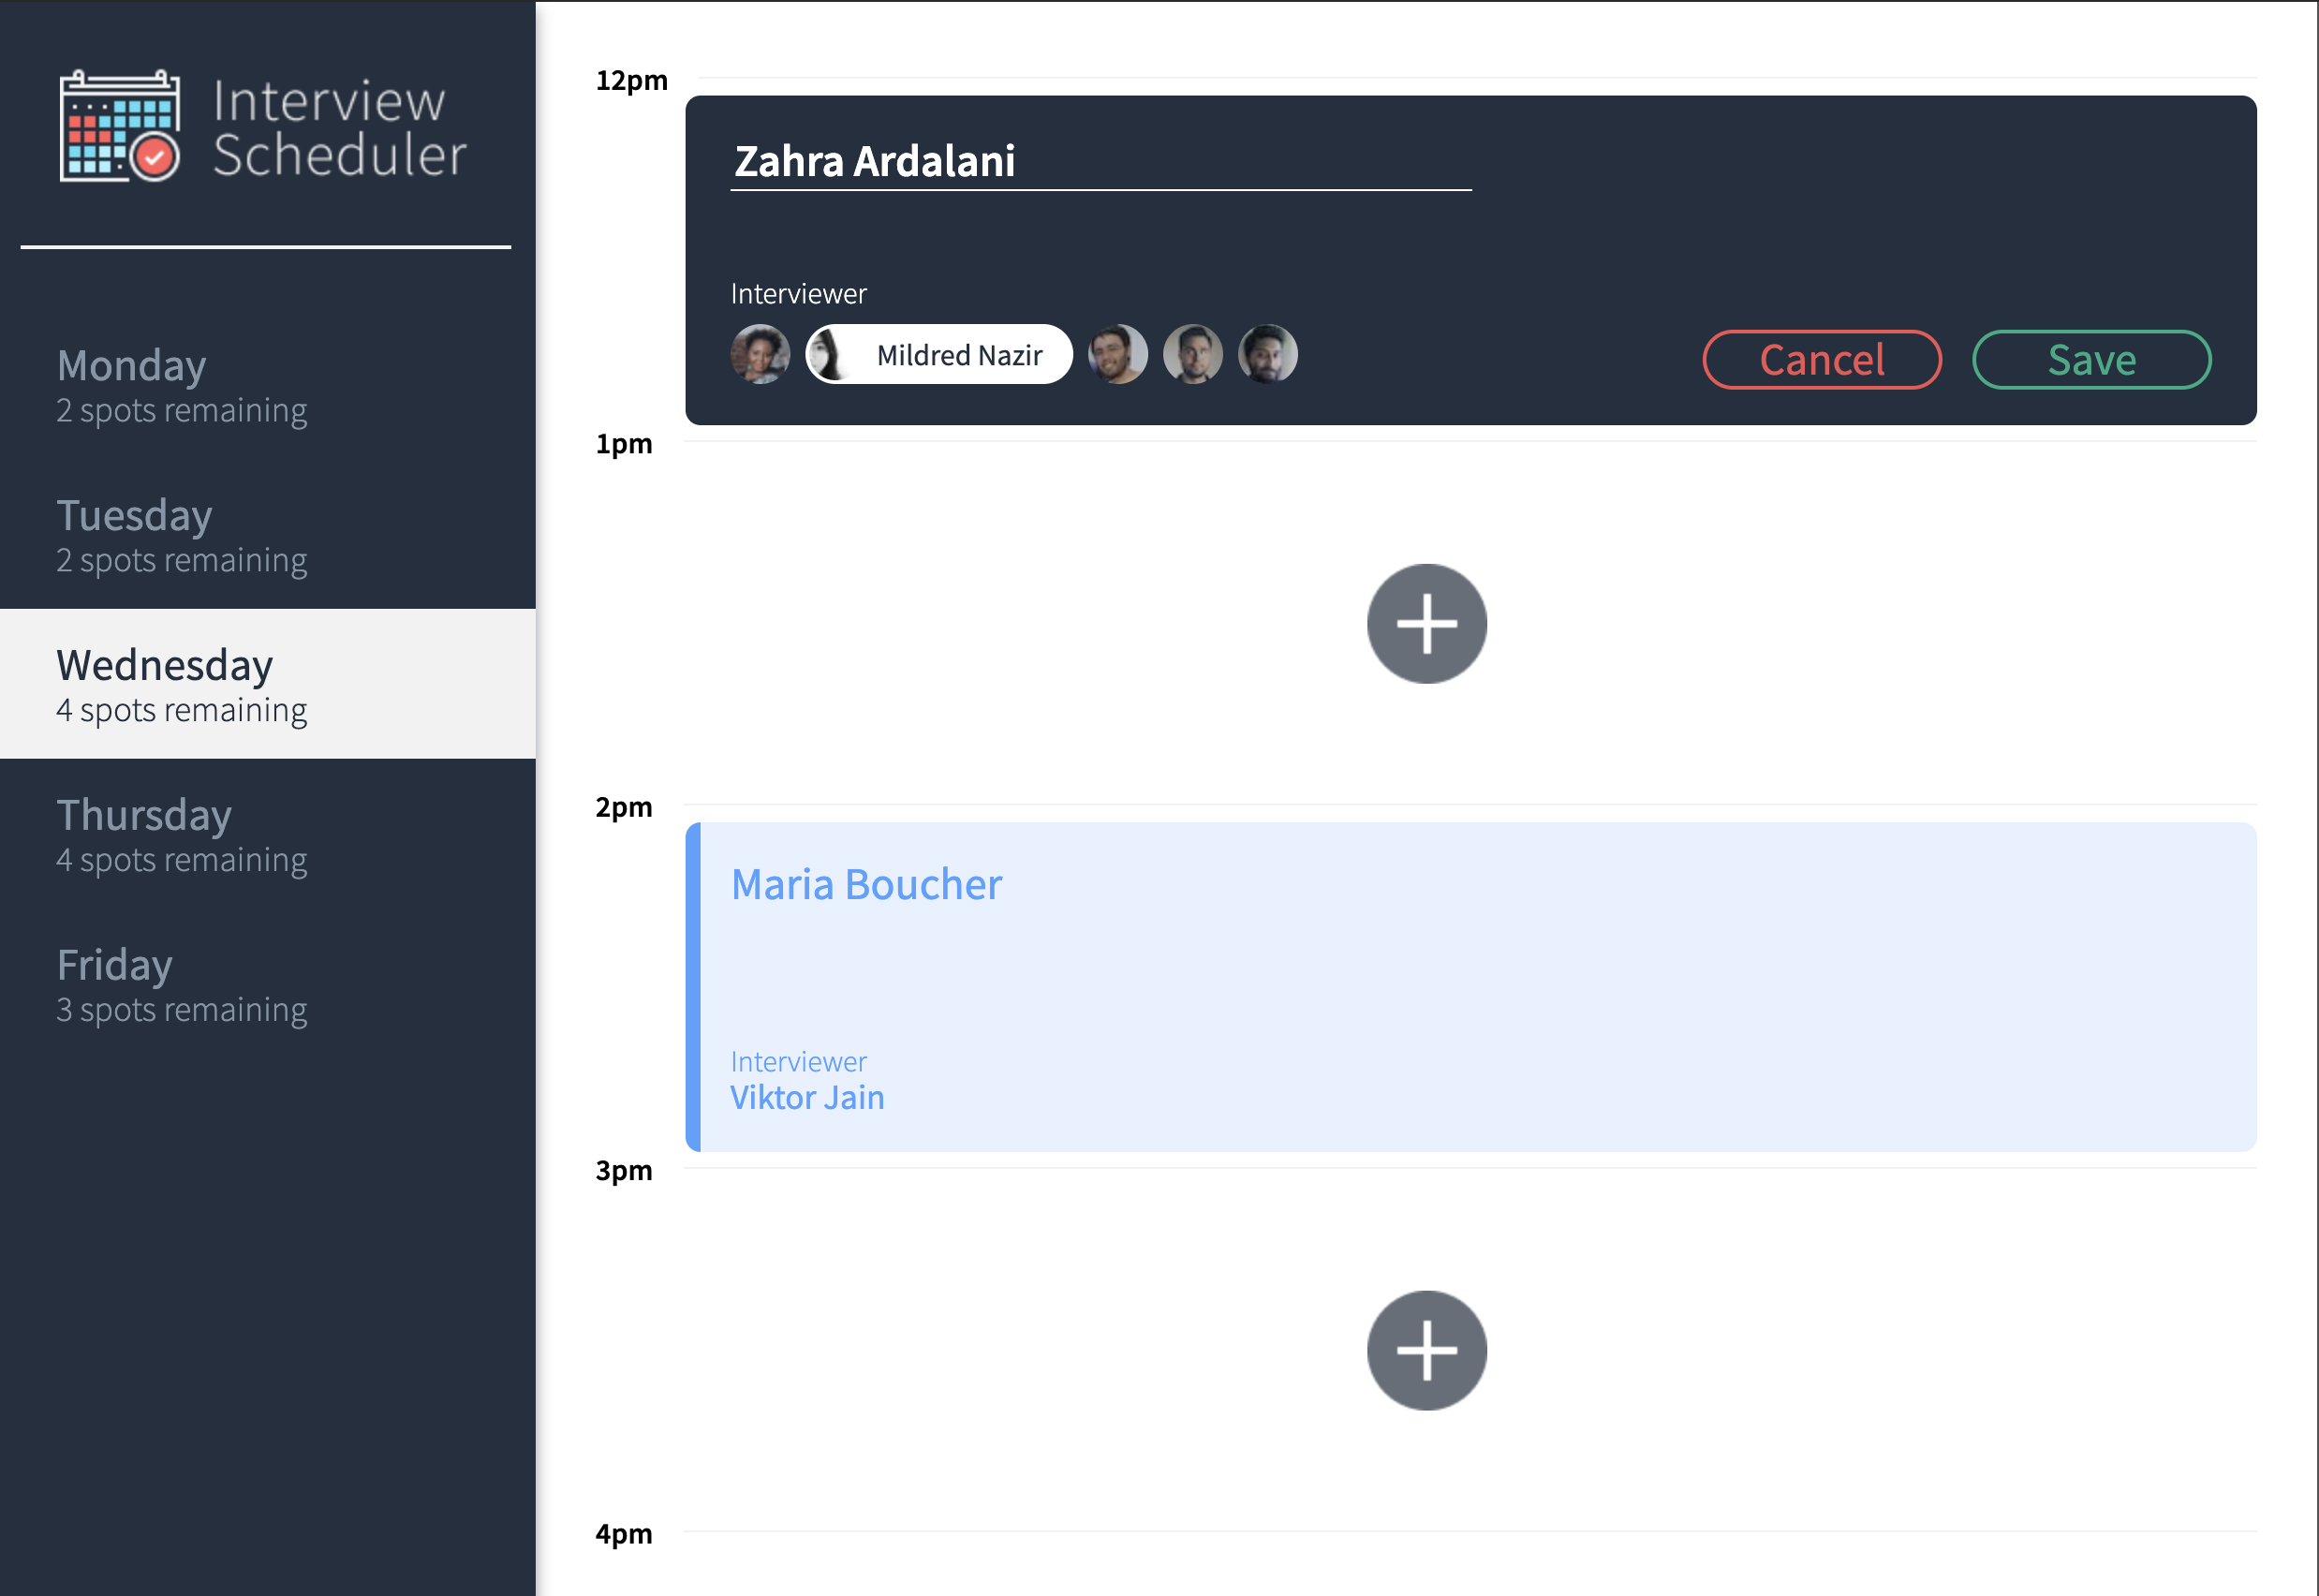 Interview
Scheduler
Monday
2 spots remaining
Tuesday
2 spots remaining
Wednesday
4 spots remaining
Thursday
4 spots remaining
Friday
3 spots remaining
12pm
Zahra Ardalani
Interviewer
Mildred Nazir
Cancel
Save
1pm
2pm
Maria Boucher
Interviewer
Viktor Jain
3pm
4pm